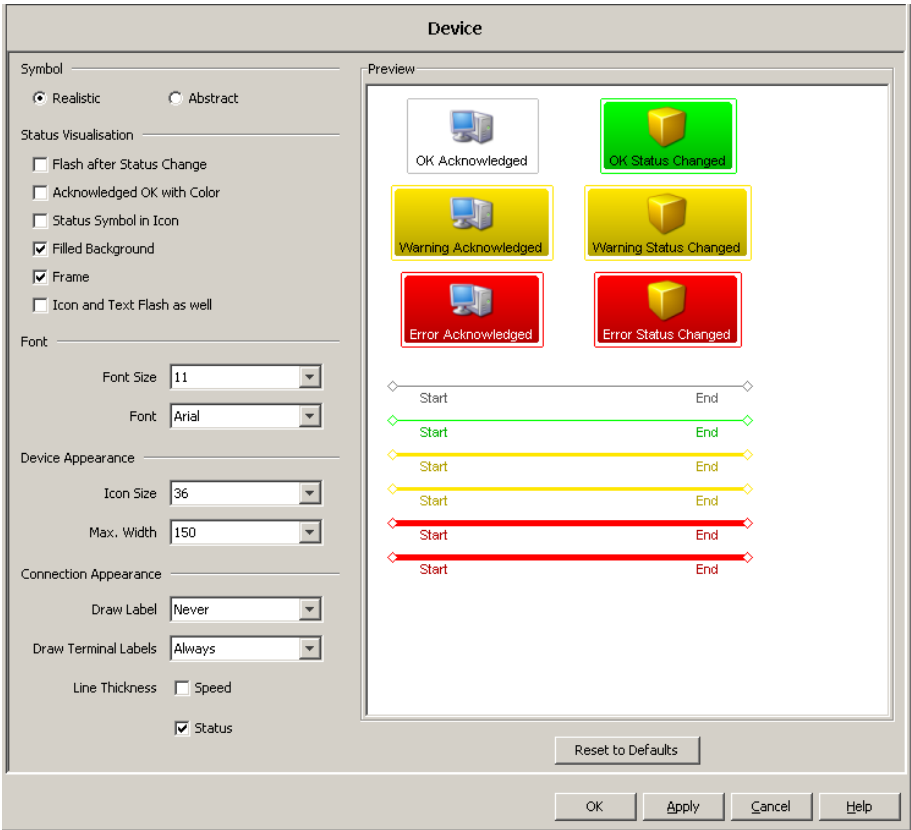 Device
Symbol
Realistic
Abstract
Status Visualisation
Flash after Status Change
Acknowledged OK with Color
Status Symbol in Icon
Filled Background
Frame
Icon and Text Flash as well
Font
Font Size 11
Font Arial
Device Appearance
Icon Size 36
Max. Width 150
Connection Appearance
Draw Label Never
Draw Terminal Labels Always
Line Thickness Speed
Status
Preview
OK Acknowledged
OK Status Changed
Warning Acknowledged
Warning Status Changed
Error Acknowledged
Error Status Changed
Start End
Start End
Start End
Start End
Start End
Start End
Reset to Defaults
OK
Apply
Cancel
Help